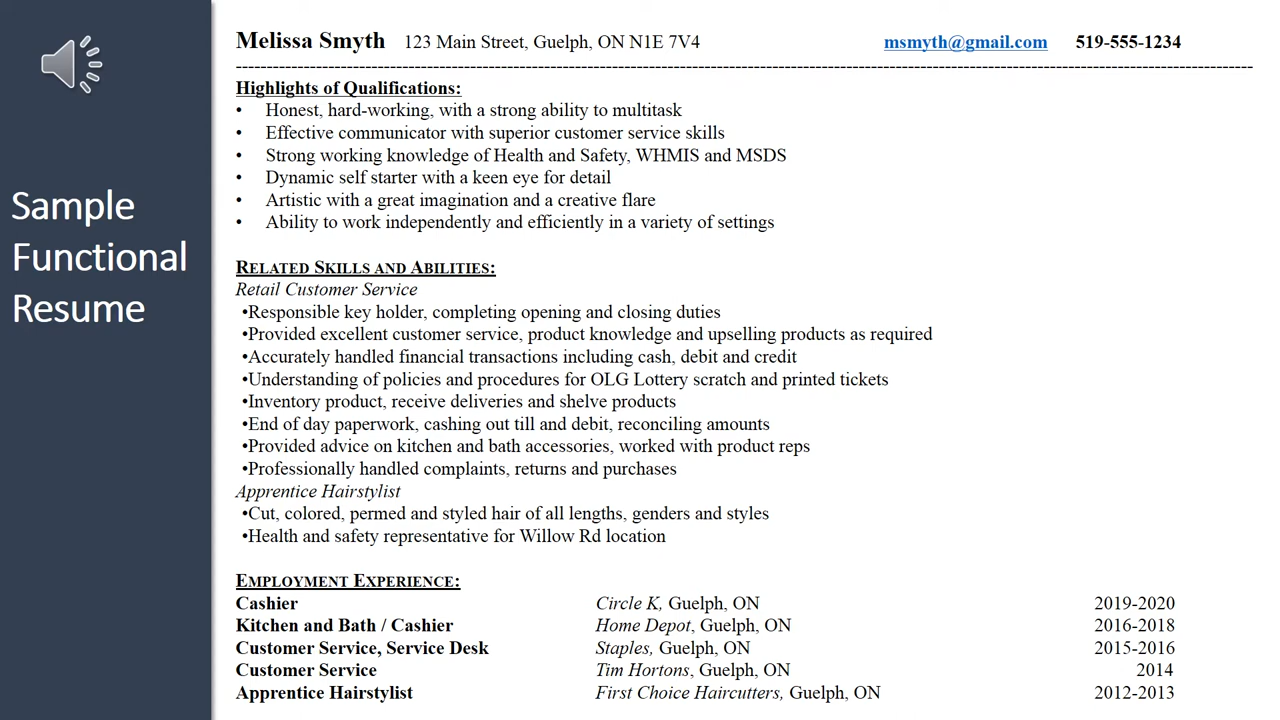 Sample
Functional
Resume
Melissa Smyth 123 Main Street, Guelph, ON N1E 7V4 msmyth@gmail.com 519-555-1234
Highlights of Qualifications:
• Honest, hard-working, with a strong ability to multitask
• Effective communicator with superior customer service skills
• Strong working knowledge of Health and Safety, WHMIS and MSDS
• Dynamic self starter with a keen eye for detail
• Artistic with a great imagination and a creative flare
• Ability to work independently and efficiently in a variety of settings
RELATED SKILLS AND ABILITIES:
Retail Customer Service
•Responsible key holder, completing opening and closing duties
•Provided excellent customer service, product knowledge and upselling products as required
•Accurately handled financial transactions including cash, debit and credit
•Understanding of policies and procedures for OLG Lottery scratch and printed tickets
•Inventory product, receive deliveries and shelve products
•End of day paperwork, cashing out till and debit, reconciling amounts
•Provided advice on kitchen and bath accessories, worked with product reps
•Professionally handled complaints, returns and purchases
Apprentice Hairstylist
•Cut, colored, permed and styled hair of all lengths, genders and styles
•Health and safety representative for Willow Rd location
EMPLOYMENT EXPERIENCE:
Cashier Circle K, Guelph, ON 2019-2020
Kitchen and Bath / Cashier Home Depot, Guelph, ON 2016-2018
Customer Service, Service Desk Staples, Guelph, ON 2015-2016
Customer Service Tim Hortons, Guelph, ON 2014
Apprentice Hairstylist First Choice Haircutters, Guelph, ON 2012-2013